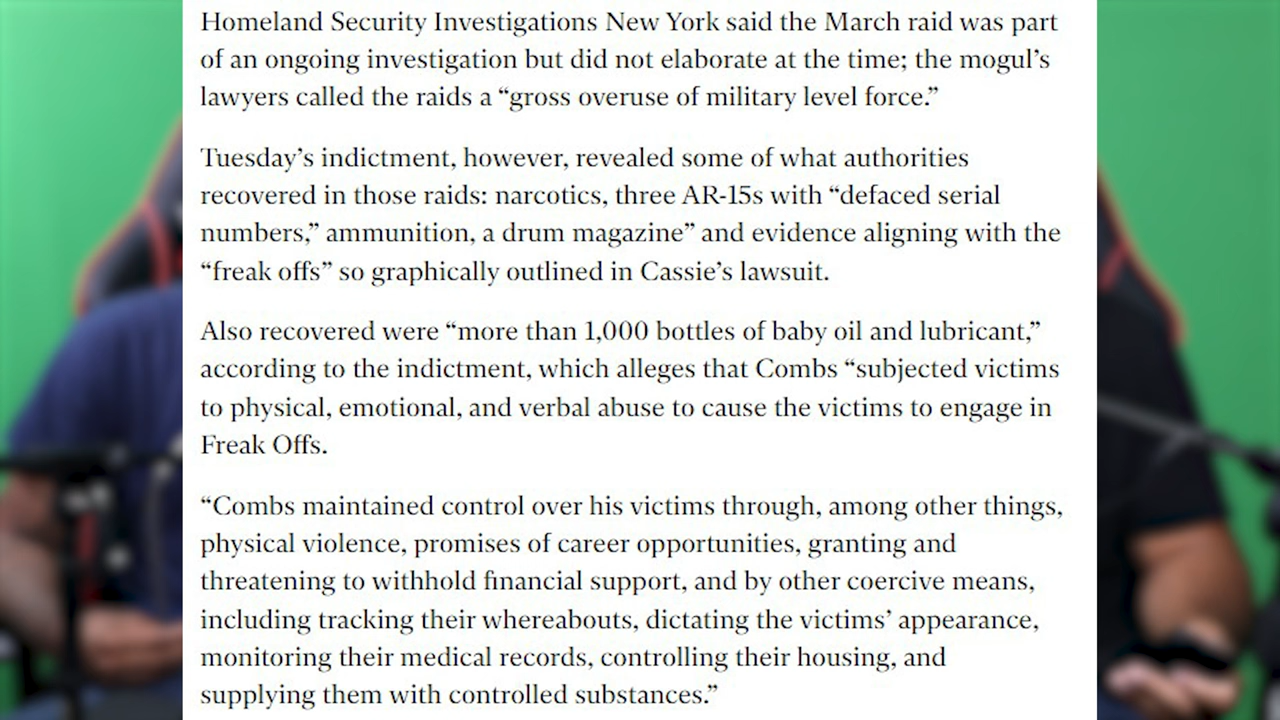 Homeland Security Investigations New York said the March raid was part
of an ongoing investigation but did not elaborate at the time; the mogul’s
lawyers called the raids a “gross overuse of military level force.”
Tuesday’s indictment, however, revealed some of what authorities
recovered in those raids: narcotics, three AR-15s with “defaced serial
numbers,” ammunition, a drum magazine” and evidence aligning with the
“freak offs” so graphically outlined in Cassie’s lawsuit.
Also recovered were “more than 1,000 bottles of baby oil and lubricant,”
according to the indictment, which alleges that Combs “subjected victims
to physical, emotional, and verbal abuse to cause the victims to engage in
Freak Offs.
“Combs maintained control over his victims through, among other things,
physical violence, promises of career opportunities, granting and
threatening to withhold financial support, and by other coercive means,
including tracking their whereabouts, dictating the victims’ appearance,
monitoring their medical records, controlling their housing, and
supplying them with controlled substances.”